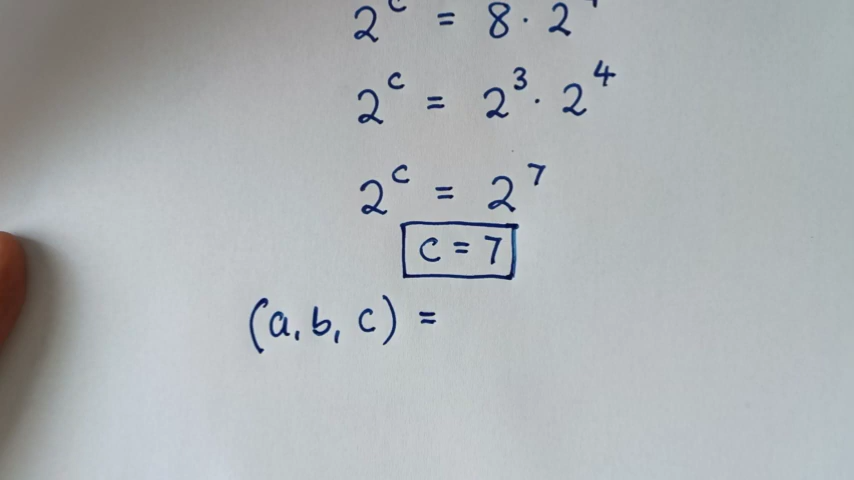 2^c = 8 · 2
2^c = 2^3 · 2^4
2^c = 2^7
c = 7
(a, b, c) =